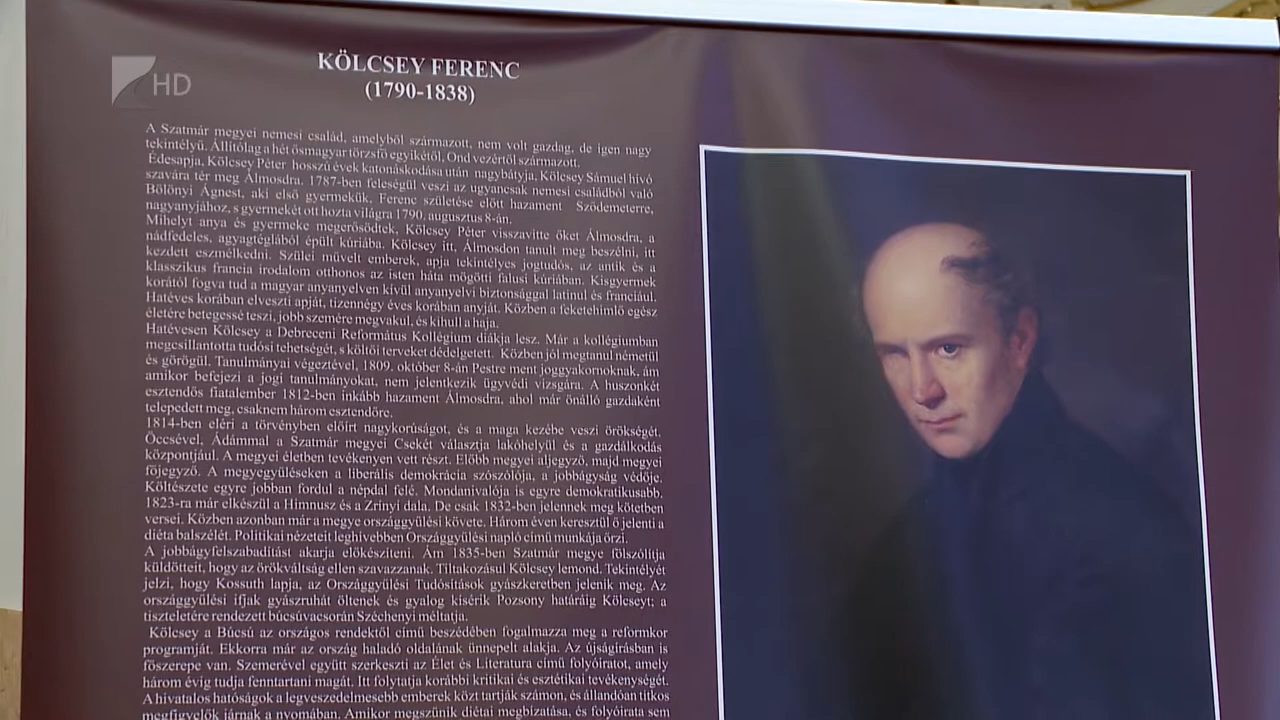 HD
KÖLCSEY FERENC
(1790-1838)
A Szatmár megyei nemesi család, amelyből származott, nem volt gazdag, de igen nagy
tekintélyű. Állítólag a hét ősmagyar törzsfő egyikétől, Ond vezértől származott.
Édesapja, Kölcsey Péter hosszú évek katonáskodása után nagybátyja, Kölcsey Sámuel hívó
szavára tér meg Álmosdra. 1787-ben feleségül veszi az ugyancsak nemesi családból való
Bölönyi Ágnest, aki első gyermekük, Ferenc születése előtt hazament Sződemeterre,
nagyanyjához, s gyermekét ott hozta világra 1790. augusztus 8-án.
Mihelyt anya és gyermeke megerősödtek, Kölcsey Péter visszavitte őket Álmosdra, a
nádfedeles, agyagtéglából épült kúriába. Kölcsey itt, Álmosdon tanult meg beszélni, itt
kezdett eszmélkedni. Szülei művelt emberek, apja tekintélyes jogtudós, az antik és a
klasszikus francia irodalom otthonos az isten háta mögötti falusi kúriában. Kisgyermek
korától fogva tud a magyar anyanyelven kívül anyanyelvi biztonsággal latinul és franciául.
Hatéves korában elveszti apját, tizennégy éves korában anyját. Közben a feketehimlő egész
életére betegessé teszi, jobb szemére megvakul, és kihull a haja.
Hatévesen Kölcsey a Debreceni Református Kollégium diákja lesz. Már a kollégiumban
megcsillantotta tudósi tehetségét, s költői terveket dédelgetett. Közben jól megtanul németül
és görögül. Tanulmányai végeztével, 1809. október 8-án Pestre ment joggyakornoknak, ám
amikor befejezi a jogi tanulmányokat, nem jelentkezik ügyvédi vizsgára. A huszonkét
esztendős fiatalember 1812-ben inkább hazament Álmosdra, ahol már önálló gazdaként
telepedett meg, csaknem három esztendőre.
1814-ben eléri a törvényben előírt nagykorúságot, és a maga kezébe veszi örökségét.
Öccsével, Ádámmal a Szatmár megyei Csekét választja lakóhelyül és a gazdálkodás
központjául. A megyei életben tevékenyen vett részt. Előbb megyei aljegyző, majd megyei
főjegyző. A megyegyűléseken a liberális demokrácia szószólója, a jobbágyság védője.
Költészete egyre jobban fordul a népdal felé. Mondanivalója is egyre demokratikusabb.
1823-ra már elkészül a Himnusz és a Zrínyi dala. De csak 1832-ben jelennek meg kötetben
versei. Közben azonban már a megye országgyűlési követe. Három éven keresztül ő jelenti a
diéta balszélét. Politikai nézeteit leghívebben Országgyűlési napló című munkája őrzi.
A jobbágyfelszabadítást akarja előkészíteni. Ám 1835-ben Szatmár megye fölszólítja
küldötteit, hogy az örökváltság ellen szavazzanak. Tiltakozásul Kölcsey lemond. Tekintélyét
jelzi, hogy Kossuth lapja, az Országgyűlési Tudósítások gyászkeretben jelenik meg. Az
országgyűlési ifjak gyászruhát öltenek és gyalog kísérik Pozsony határáig Kölcseyt; a
tiszteletére rendezett búcsúvacsorán Széchenyi méltatja.
Kölcsey a Búcsú az országos rendektől című beszédében fogalmazza meg a reformkor
programját. Ekkorra már az ország haladó oldalának ünnepelt alakja. Az újságírásban is
főszerepe van. Szemerével együtt szerkeszti az Élet és Literatura című folyóiratot, amely
három évig tudja fenntartani magát. Itt folytatja korábbi kritikai és esztétikai tevékenységét.
A hivatalos hatóságok a legveszedelmesebb emberek közt tartják számon, és állandóan titkos
megfigyelők járnak a nyomában. Amikor megszűnik diétai megbízatása, és folyóirata sem